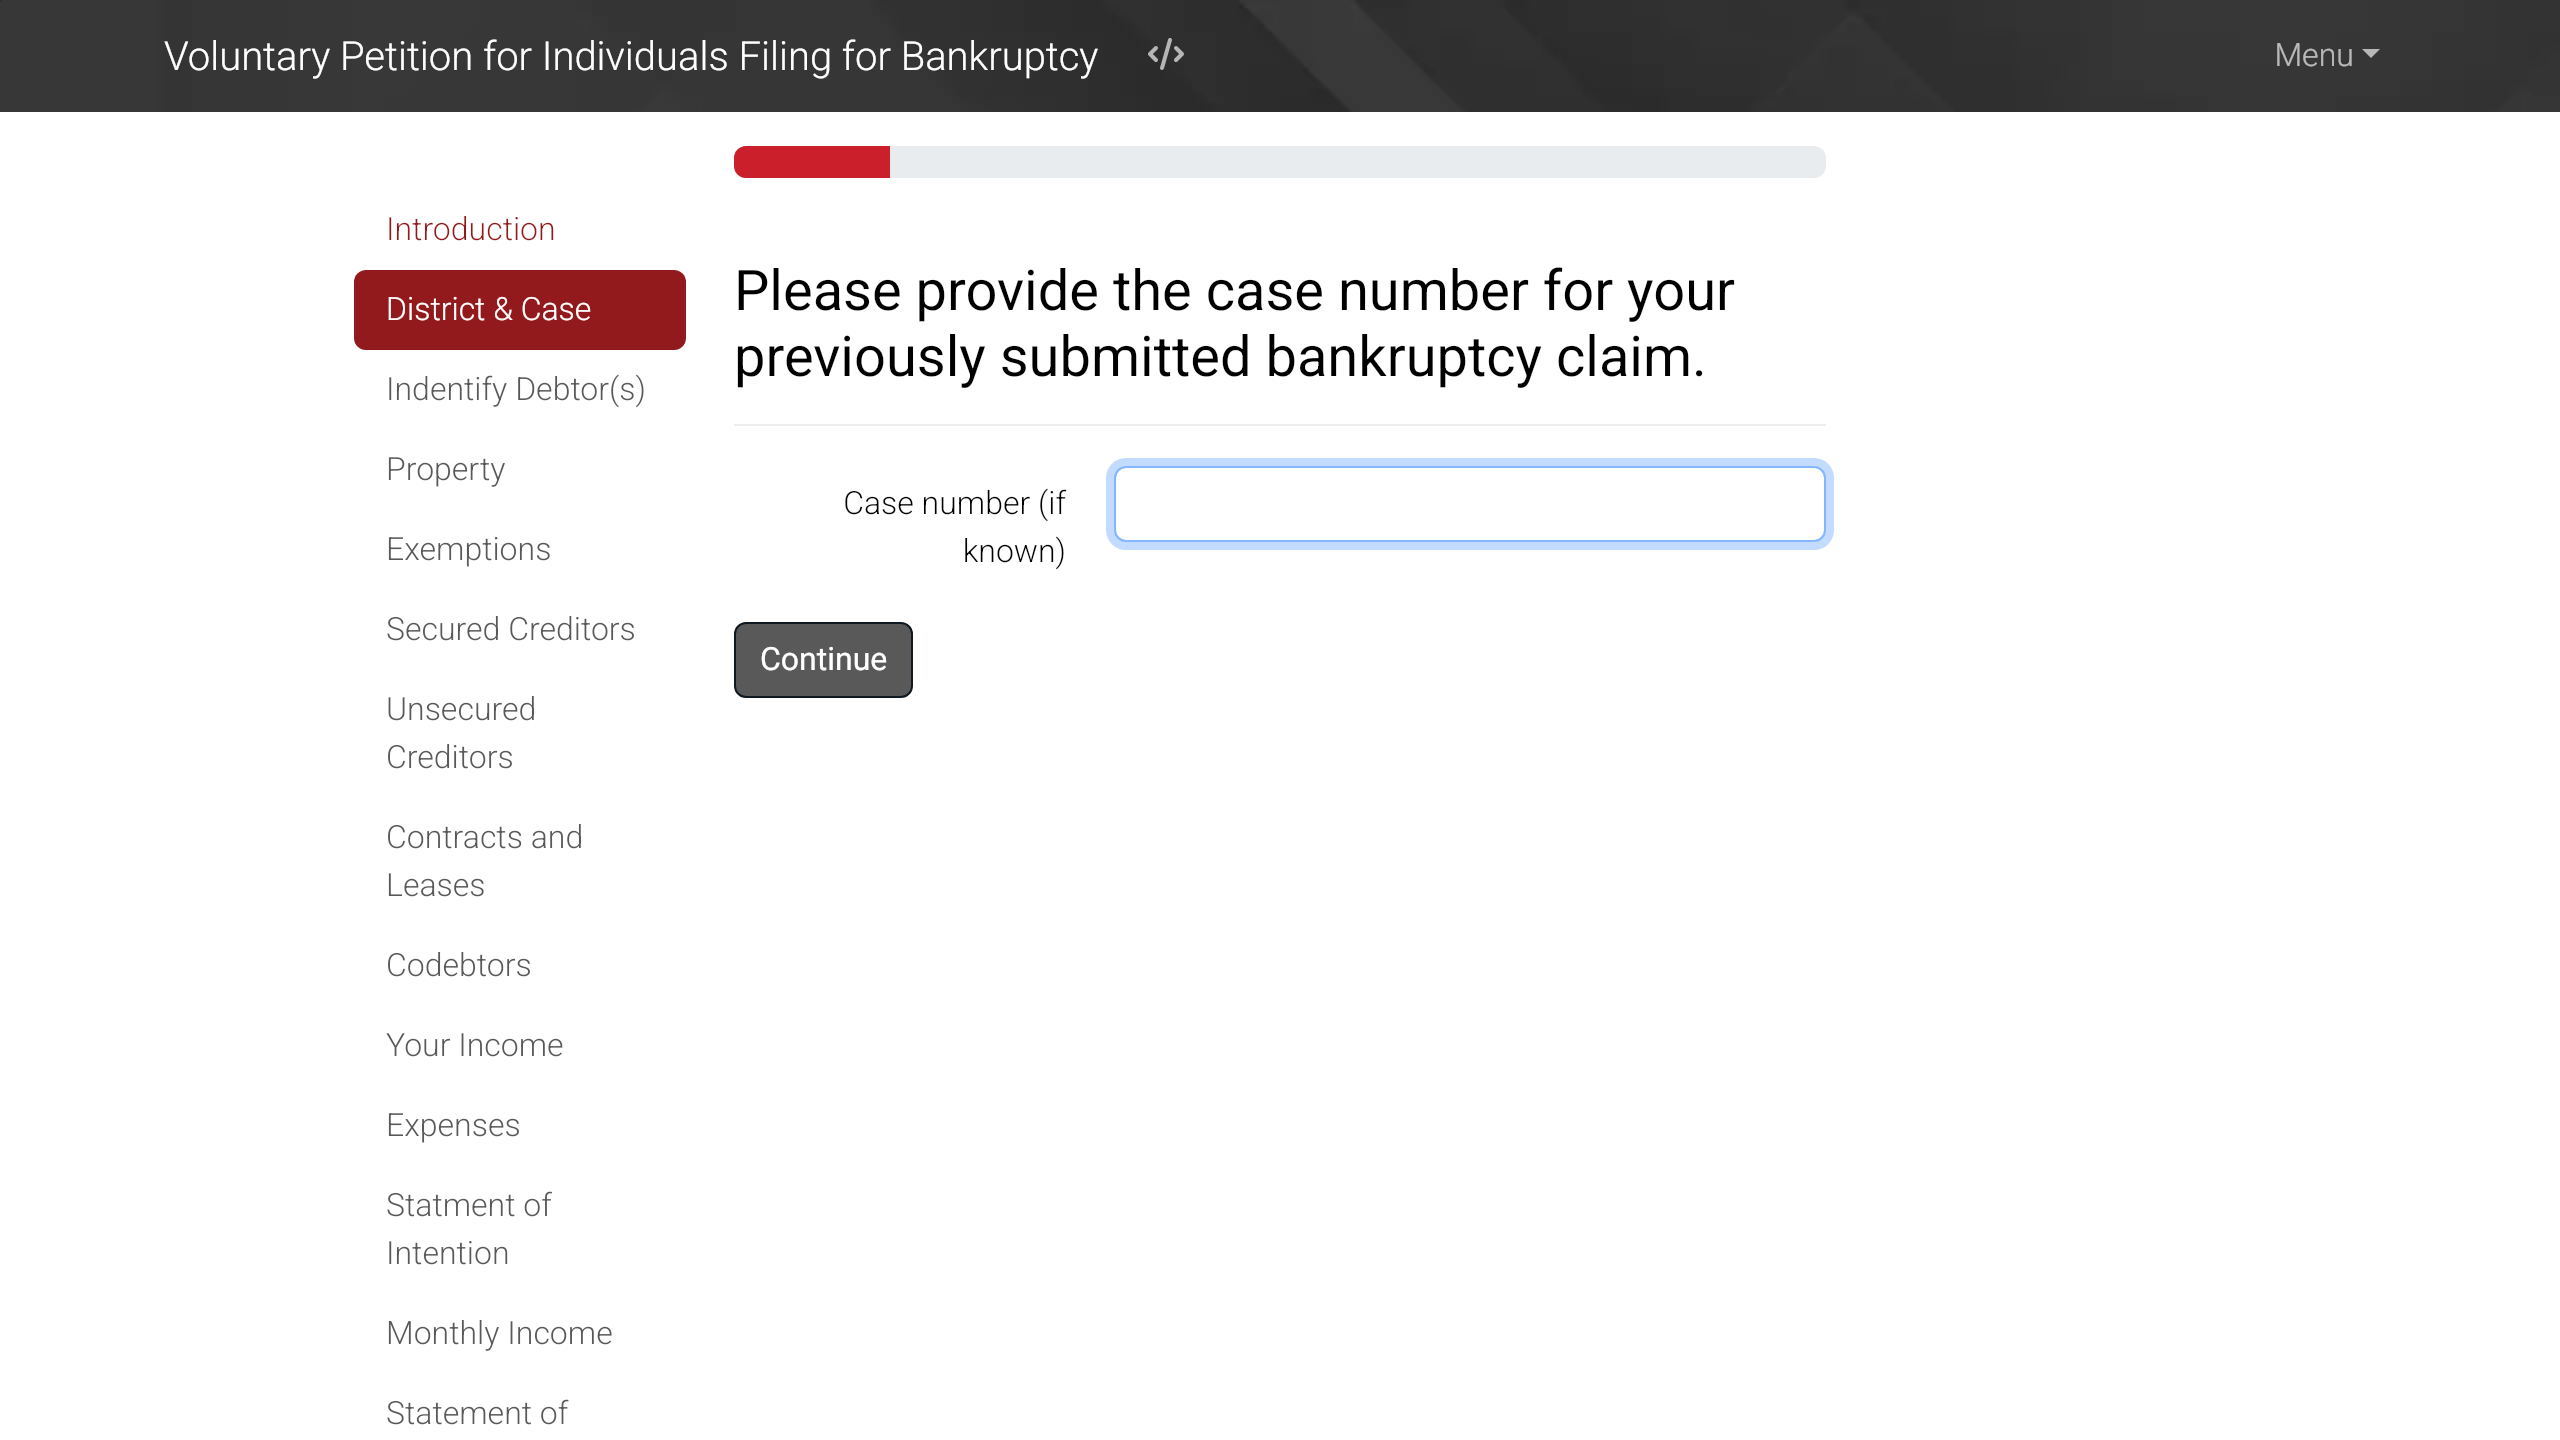 Voluntary Petition for Individuals Filing for Bankruptcy </>
Menu
Introduction
District & Case
Indentify Debtor(s)
Property
Exemptions
Secured Creditors
Unsecured
Creditors
Contracts and
Leases
Codebtors
Your Income
Expenses
Statment of
Intention
Monthly Income
Statement of
Please provide the case number for your
previously submitted bankruptcy claim.
Case number (if
known)
Continue